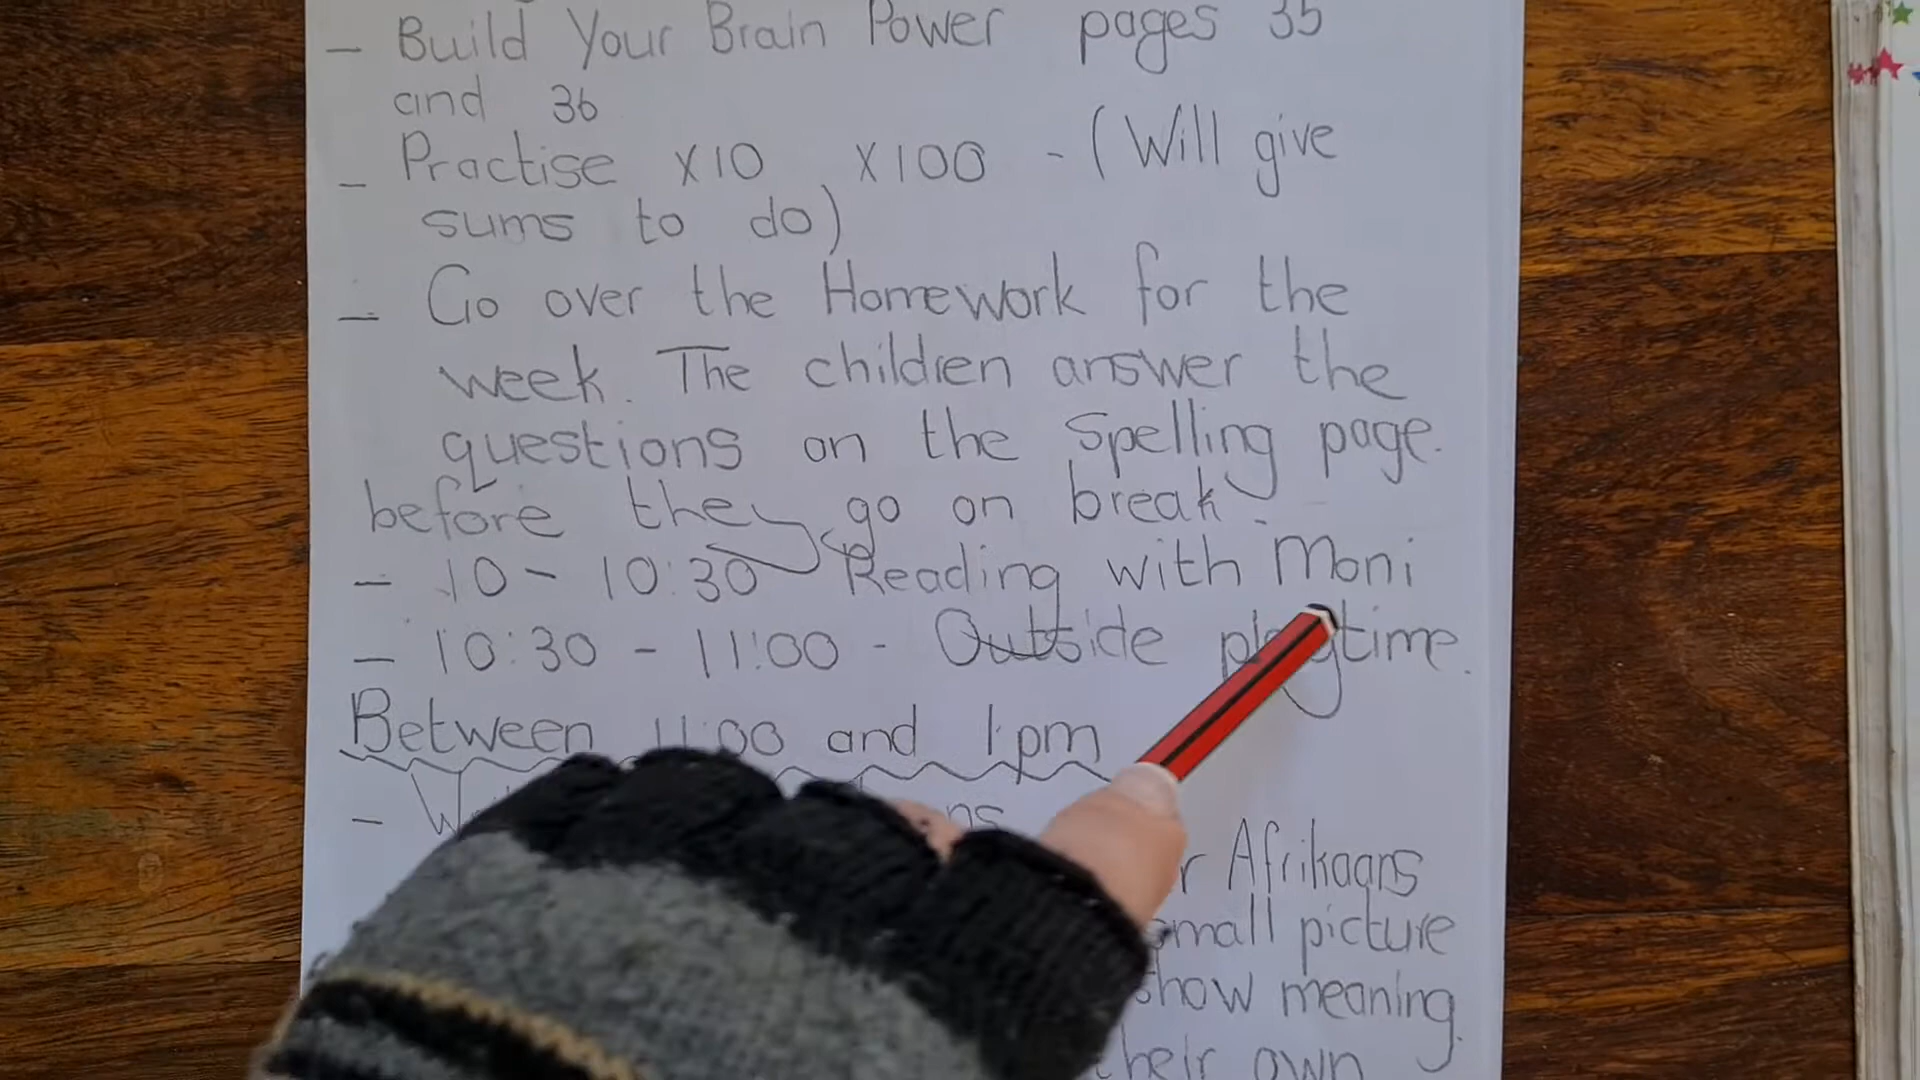 - Build Your Brain Power pages 35
and 36
- Practise X10 X100 - (Will give
sums to do)
- Go over the Homework for the
week. The children answer the
questions on the Spelling page.
before they go on break.
- 10 - 10:30 Reading with Moni
- 10:30 - 11:00 - Outside playtime.
Between 11:00 and 1pm
-
Afrikaans
small picture
show meaning.
their own